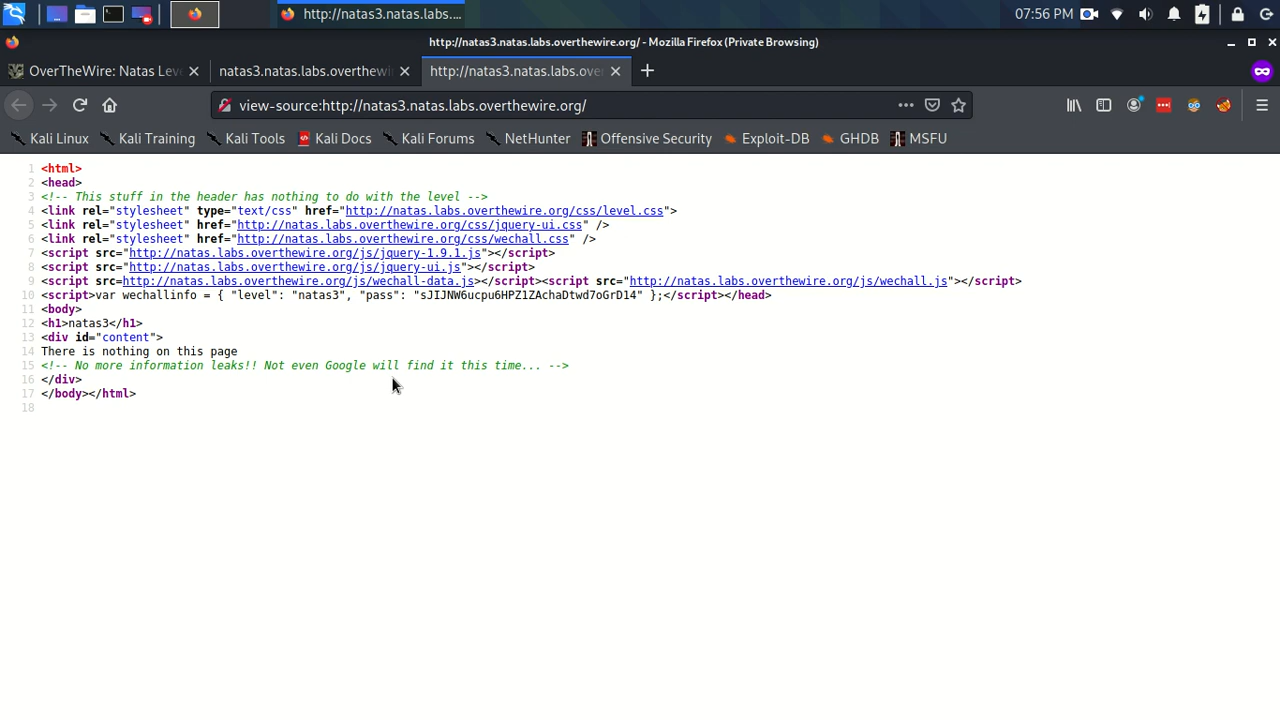 http://natas3.natas.labs....
07:56 PM
http://natas3.natas.labs.overthewire.org/ - Mozilla Firefox (Private Browsing)
OverTheWire: Natas Lev
natas3.natas.labs.overthewi
http://natas3.natas.labs.over
view-source:http://natas3.natas.labs.overthewire.org/
Kali Linux Kali Training Kali Tools Kali Docs Kali Forums NetHunter Offensive Security Exploit-DB GHDB MSFU
1 <html>
2 <head>
3 <!-- This stuff in the header has nothing to do with the level -->
4 <link rel="stylesheet" type="text/css" href="http://natas.labs.overthewire.org/css/level.css">
5 <link rel="stylesheet" href="http://natas.labs.overthewire.org/css/jquery-ui.css" />
6 <link rel="stylesheet" href="http://natas.labs.overthewire.org/css/wechall.css" />
7 <script src="http://natas.labs.overthewire.org/js/jquery-1.9.1.js"></script>
8 <script src="http://natas.labs.overthewire.org/js/jquery-ui.js"></script>
9 <script src=http://natas.labs.overthewire.org/js/wechall-data.js></script><script src="http://natas.labs.overthewire.org/js/wechall.js"></script>
10 <script>var wechallinfo = { "level": "natas3", "pass": "sJIJNW6ucpu6HPZ1ZAchaDtwd7oGrD14" };</script></head>
11 <body>
12 <h1>natas3</h1>
13 <div id="content">
14 There is nothing on this page
15 <!-- No more information leaks!! Not even Google will find it this time... -->
16 </div>
17 </body></html>
18